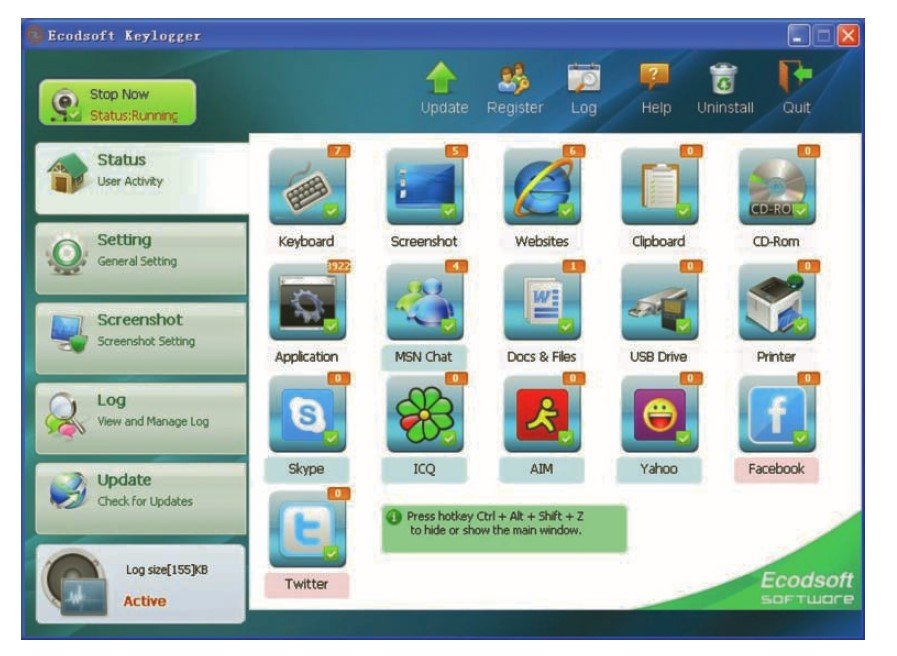 Ecodsoft Keylogger
Update Register Log Help Uninstall Quit
Stop Now
Status:Running
Status
User Activity
Setting
General Setting
Screenshot
Screenshot Setting
Log
View and Manage Log
Update
Check for Updates
Log size[155]KB
Active
7 5 6 0 0
CD-RO
Keyboard Screenshot Websites Clipboard CD-Rom
3922 4 1 0 0
W
Application MSN Chat Docs & Files USB Drive Printer
0 0 0 0 0
S f
Skype ICQ AIM Yahoo Facebook
0
t
Twitter
Press hotkey Ctrl + Alt + Shift + Z
to hide or show the main window.
Ecodsoft
SOFTWARE